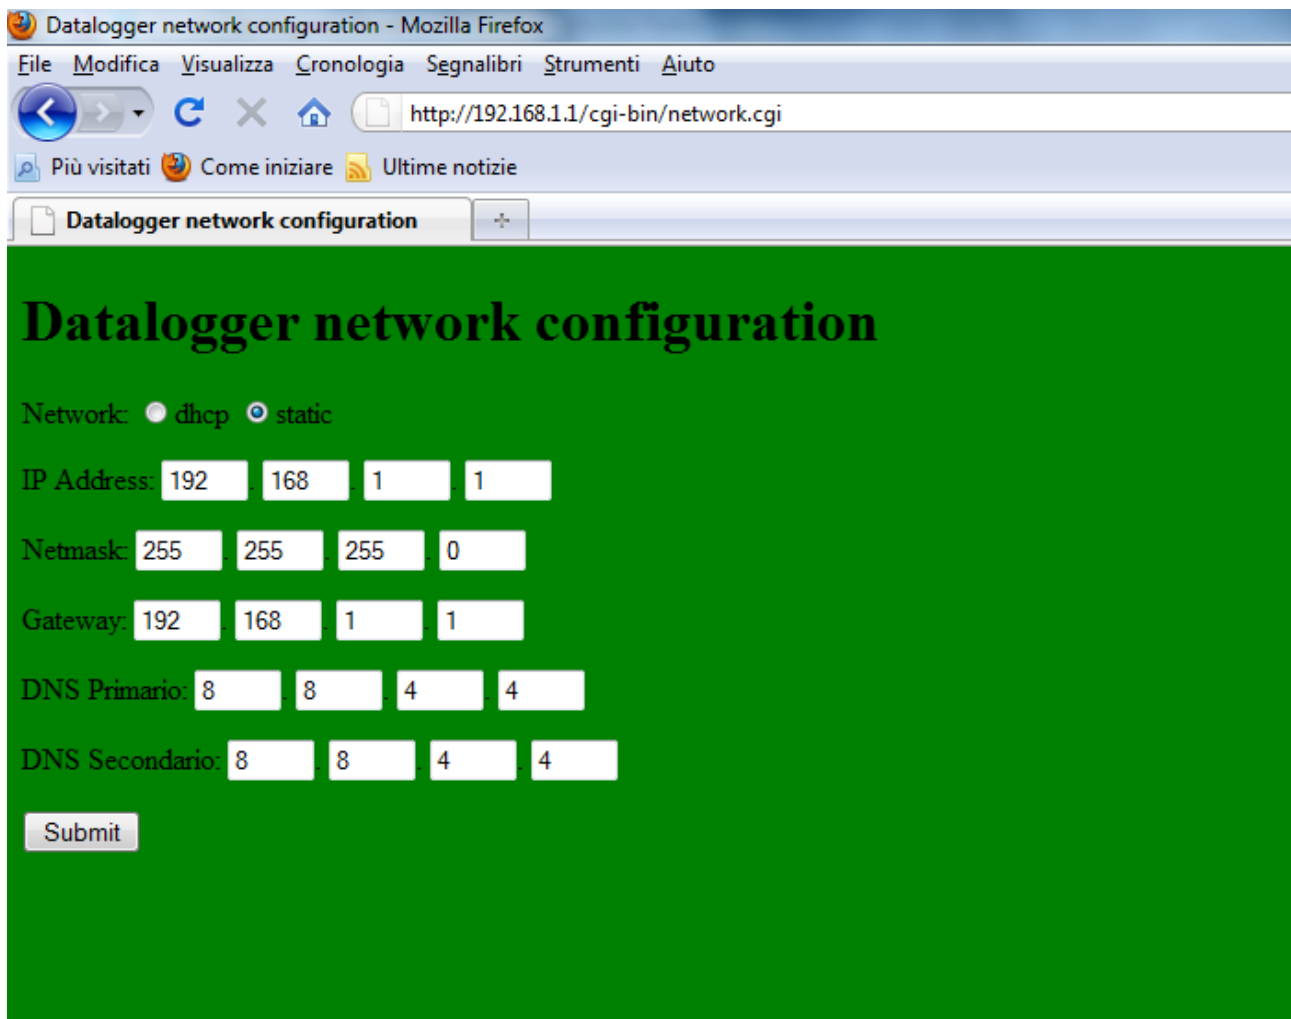 Datalogger network configuration - Mozilla Firefox
File Modifica Visualizza Cronologia Segnalibri Strumenti Aiuto
http://192.168.1.1/cgi-bin/network.cgi
Più visitati Come iniziare Ultime notizie
Datalogger network configuration
Datalogger network configuration
Network: dhcp static
IP Address: 192 . 168 . 1 . 1
Netmask: 255 . 255 . 255 . 0
Gateway: 192 . 168 . 1 . 1
DNS Primario: 8 . 8 . 4 . 4
DNS Secondario: 8 . 8 . 4 . 4
Submit